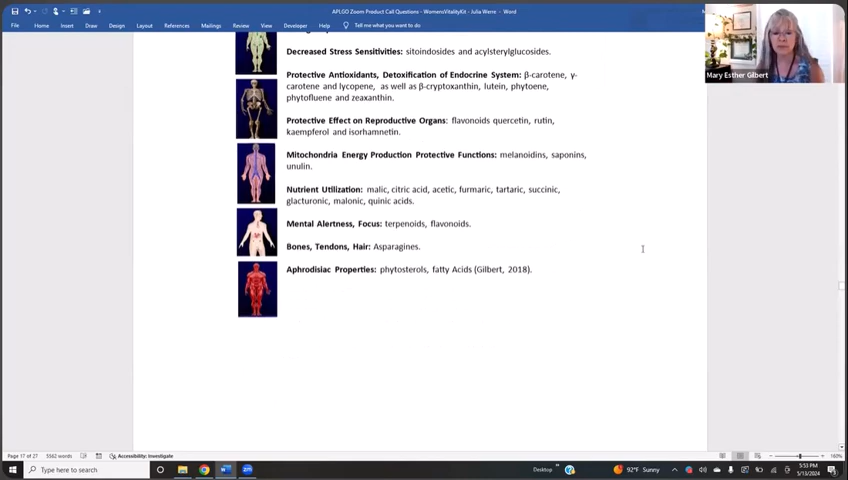 APLGO Zoom Product Call Questions - WomensVitalityKit - Julia Werre - Word
File Home Insert Draw Design Layout References Mailings Review View Developer Help Tell me what you want to do
Mary Esther Gilbert
Decreased Stress Sensitivities: sitoindosides and acylsterylglucosides.
Protective Antioxidants, Detoxification of Endocrine System: β-carotene, γ-
carotene and lycopene, as well as β-cryptoxanthin, lutein, phytoene,
phytofluene and zeaxanthin.
Protective Effect on Reproductive Organs: flavonoids quercetin, rutin,
kaempferol and isorhamnetin.
Mitochondria Energy Production Protective Functions: melanoidins, saponins,
unulin.
Nutrient Utilization: malic, citric acid, acetic, furmaric, tartaric, succinic,
glacturonic, malonic, quinic acids.
Mental Alertness, Focus: terpenoids, flavonoids.
Bones, Tendons, Hair: Asparagines.
Aphrodisiac Properties: phytosterols, fatty Acids (Gilbert, 2018).
Page 17 of 27 5562 words Accessibility: Investigate 160%
Type here to search Desktop 92°F Sunny 5:53 PM
5/13/2024